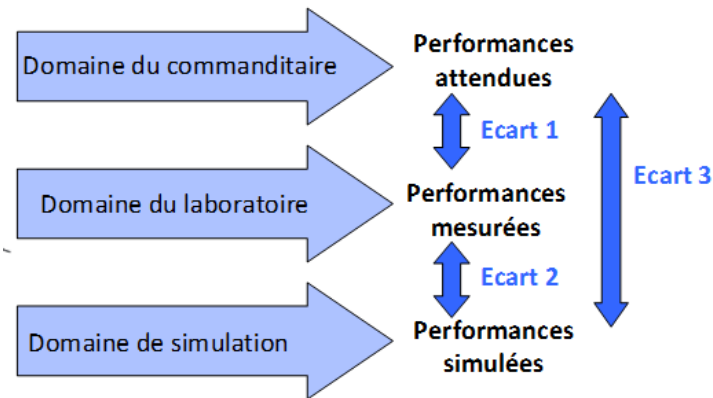 Domaine du commanditaire
Performances
attendues
Ecart 1
Ecart 3
Domaine du laboratoire
Performances
mesurées
Ecart 2
Domaine de simulation
Performances
simulées